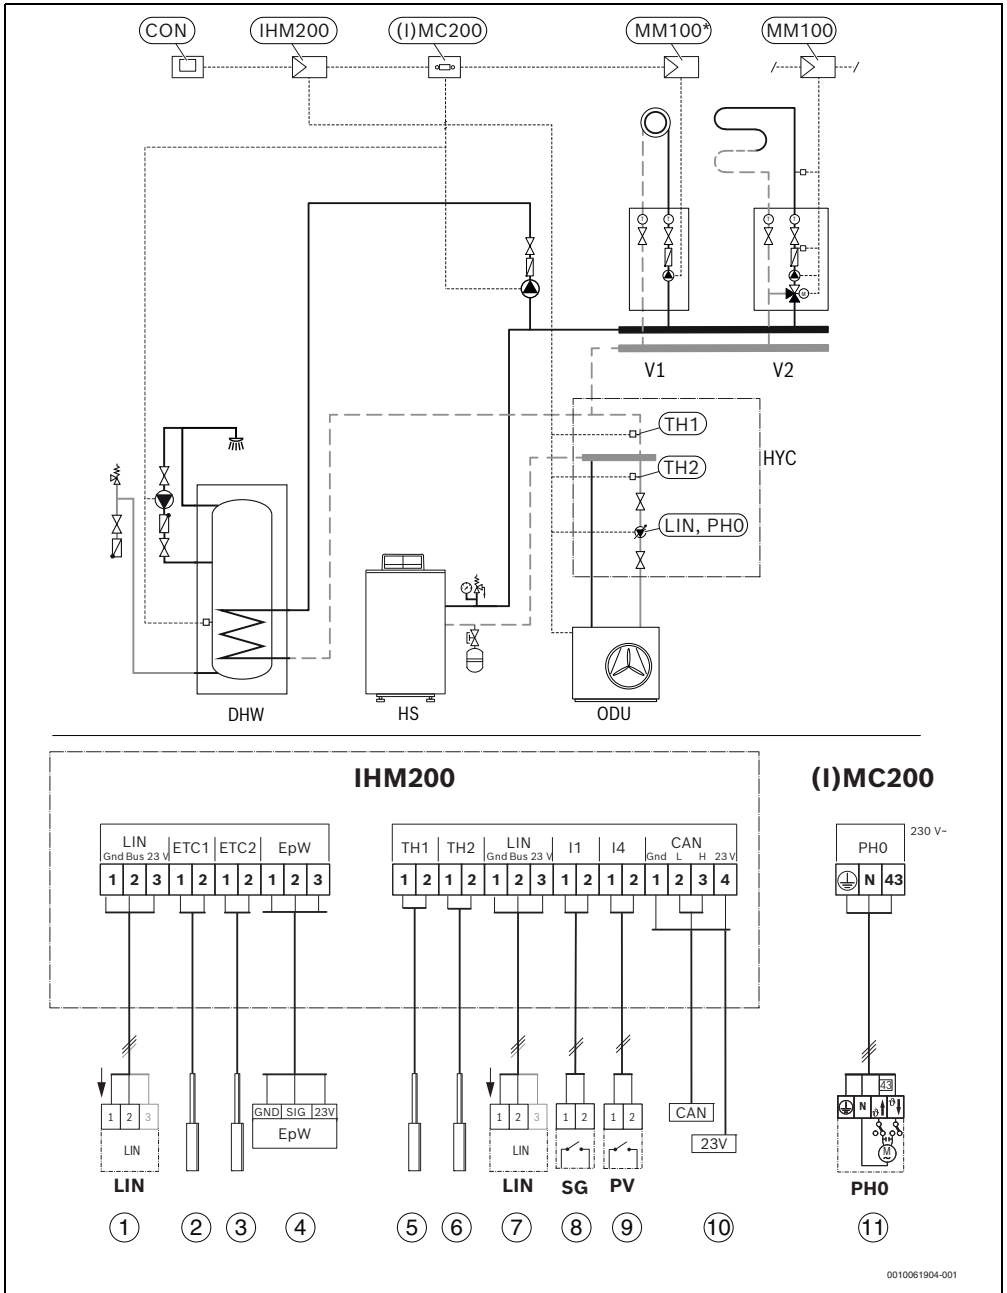 CON IHM200 (I)MC200 MM100* MM100
T T T T
M
V1 V2
TH1
HYC
TH2
LIN, PH0
DHW HS ODU
IHM200 (I)MC200
230 V~
LIN ETC1 ETC2 EpW
Gnd Bus 23 V
1 2 3 1 2 1 2 1 2 3
TH1 TH2 LIN I1 I4 CAN
Gnd Bus 23 V Gnd L H 23 V
1 2 1 2 1 2 3 1 2 1 2 1 2 3 4
PH0
N 43
43
1 2 3
LIN
GND SIG 23V
EpW
1 2 3
LIN
1 2
1 2
CAN
23V
N ϑ ϑ
M
~
LIN LIN SG PV PH0
1 2 3 4 5 6 7 8 9 10 11
0010061904-001